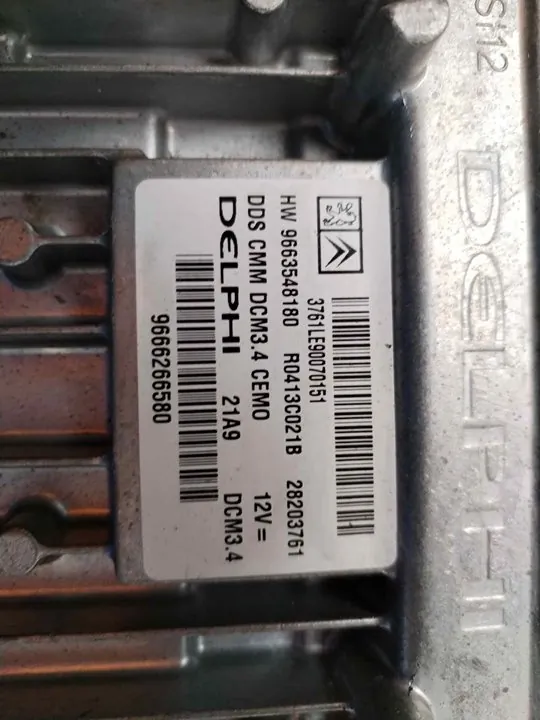 3761LE90070151
HW 9663548180 R0413C021B 28203761
DDS CMM DCM3.4 CEMO 12V =
DELPHI 21A9 DCM3.4
9666266580
DELPHI